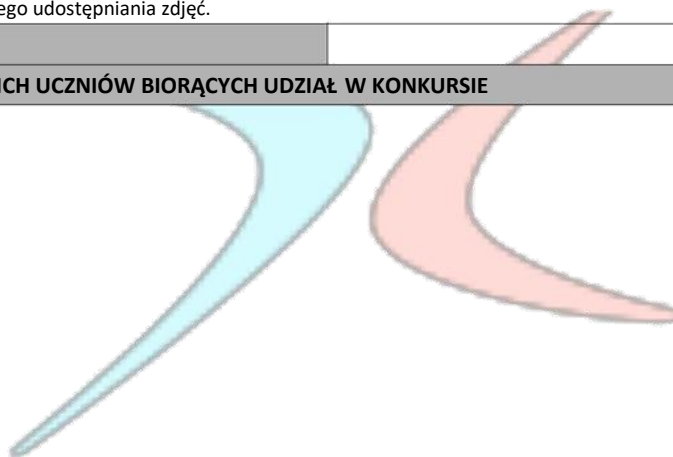 ego udostępniania zdjęć.
ICH UCZNIÓW BIORĄCYCH UDZIAŁ W KONKURSIE